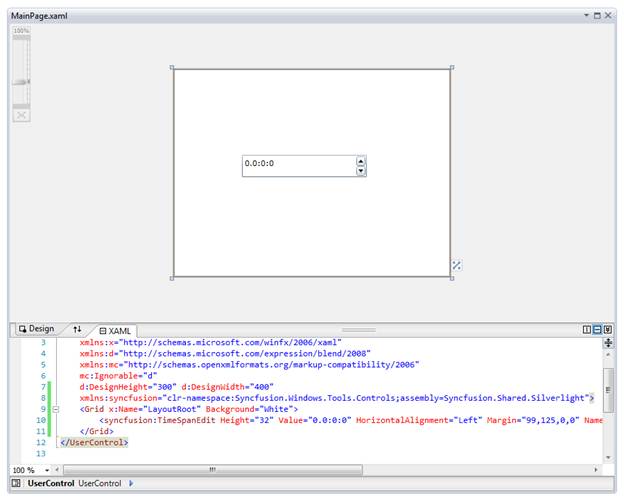 MainPage.xaml
100%
0.0:0:0
Design
XAML
3 xmlns:x="http://schemas.microsoft.com/winfx/2006/xaml"
4 xmlns:d="http://schemas.microsoft.com/expression/blend/2008"
5 xmlns:mc="http://schemas.openxmlformats.org/markup-compatibility/2006"
6 mc:Ignorable="d"
7 d:DesignHeight="300" d:DesignWidth="400"
8 xmlns:syncfusion="clr-namespace:Syncfusion.Windows.Tools.Controls;assembly=Syncfusion.Shared.Silverlight">
9 <Grid x:Name="LayoutRoot" Background="White">
10 <syncfusion:TimeSpanEdit Height="32" Value="0.0:0:0" HorizontalAlignment="Left" Margin="99,125,0,0" Name
11 </Grid>
12 </UserControl>
13
100 %
UserControl UserControl